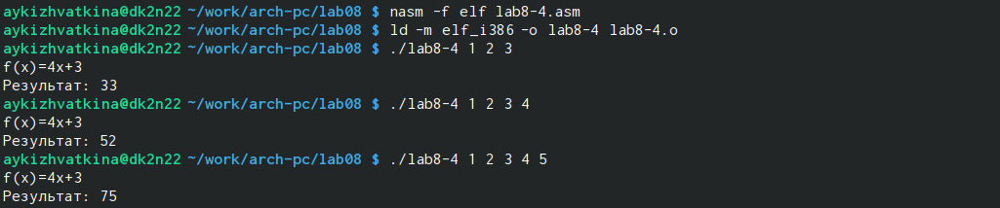 aykizhvatkina@dk2n22 ~/work/arch-pc/lab08 $ nasm -f elf lab8-4.asm
aykizhvatkina@dk2n22 ~/work/arch-pc/lab08 $ ld -m elf_i386 -o lab8-4 lab8-4.o
aykizhvatkina@dk2n22 ~/work/arch-pc/lab08 $ ./lab8-4 1 2 3
f(x)=4x+3
Результат: 33
aykizhvatkina@dk2n22 ~/work/arch-pc/lab08 $ ./lab8-4 1 2 3 4
f(x)=4x+3
Результат: 52
aykizhvatkina@dk2n22 ~/work/arch-pc/lab08 $ ./lab8-4 1 2 3 4 5
f(x)=4x+3
Результат: 75